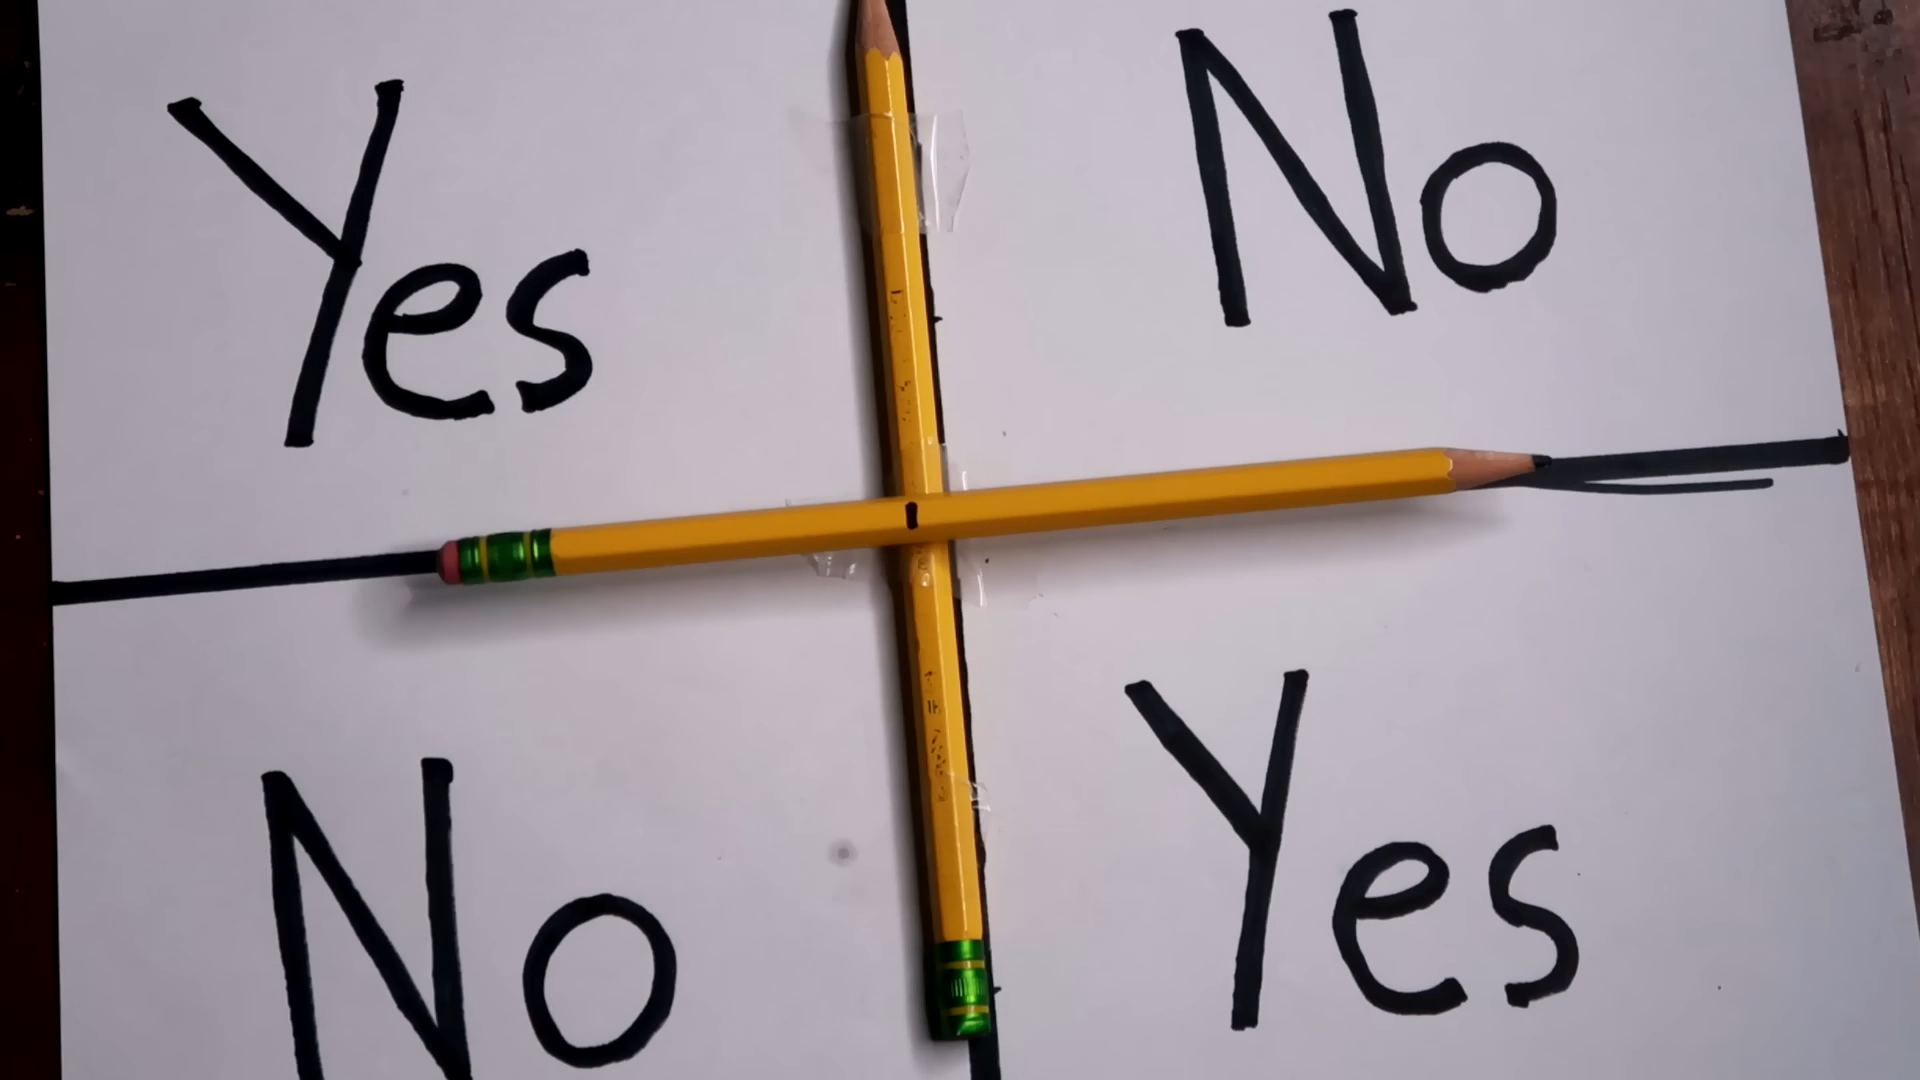 Yes No
No Yes